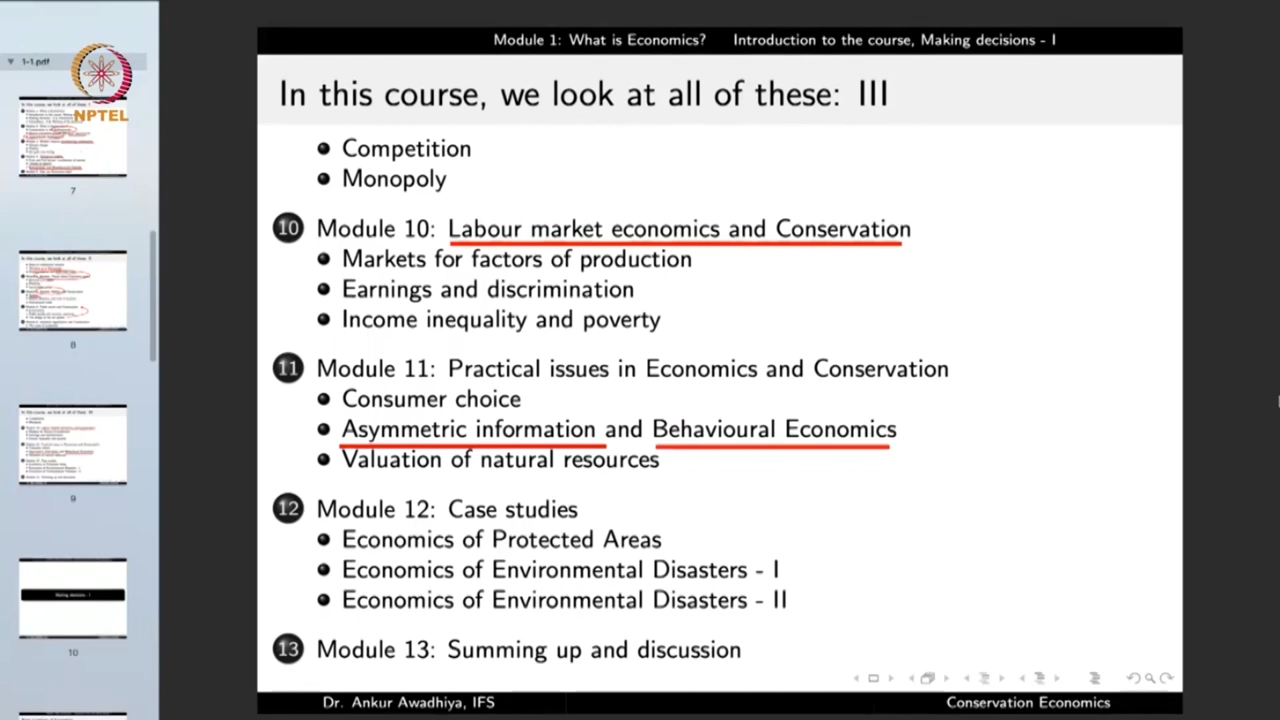 Module 1: What is Economics? Introduction to the course, Making decisions - I
1-1.pdf
NPTEL
In this course, we look at all of these: III
Competition
Monopoly
10 Module 10: Labour market economics and Conservation
Markets for factors of production
Earnings and discrimination
Income inequality and poverty
11 Module 11: Practical issues in Economics and Conservation
Consumer choice
Asymmetric information and Behavioural Economics
Valuation of natural resources
12 Module 12: Case studies
Economics of Protected Areas
Economics of Environmental Disasters - I
Economics of Environmental Disasters - II
13 Module 13: Summing up and discussion
7
8
9
Making decisions - I
10
Dr. Ankur Awadhiya, IFS Conservation Economics